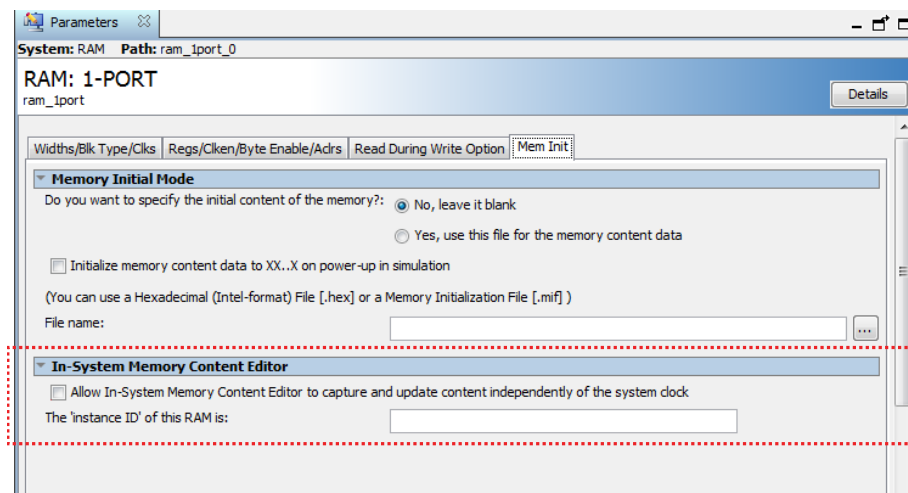 Parameters
System: RAM Path: ram_1port_0
RAM: 1-PORT
ram_1port
Details
Widths/Blk Type/Clks Regs/Clken/Byte Enable/Aclrs Read During Write Option Mem Init
Memory Initial Mode
Do you want to specify the initial content of the memory?: No, leave it blank
Yes, use this file for the memory content data
Initialize memory content data to XX..X on power-up in simulation
(You can use a Hexadecimal (Intel-format) File [.hex] or a Memory Initialization File [.mif] )
File name: ...
In-System Memory Content Editor
Allow In-System Memory Content Editor to capture and update content independently of the system clock
The 'instance ID' of this RAM is: